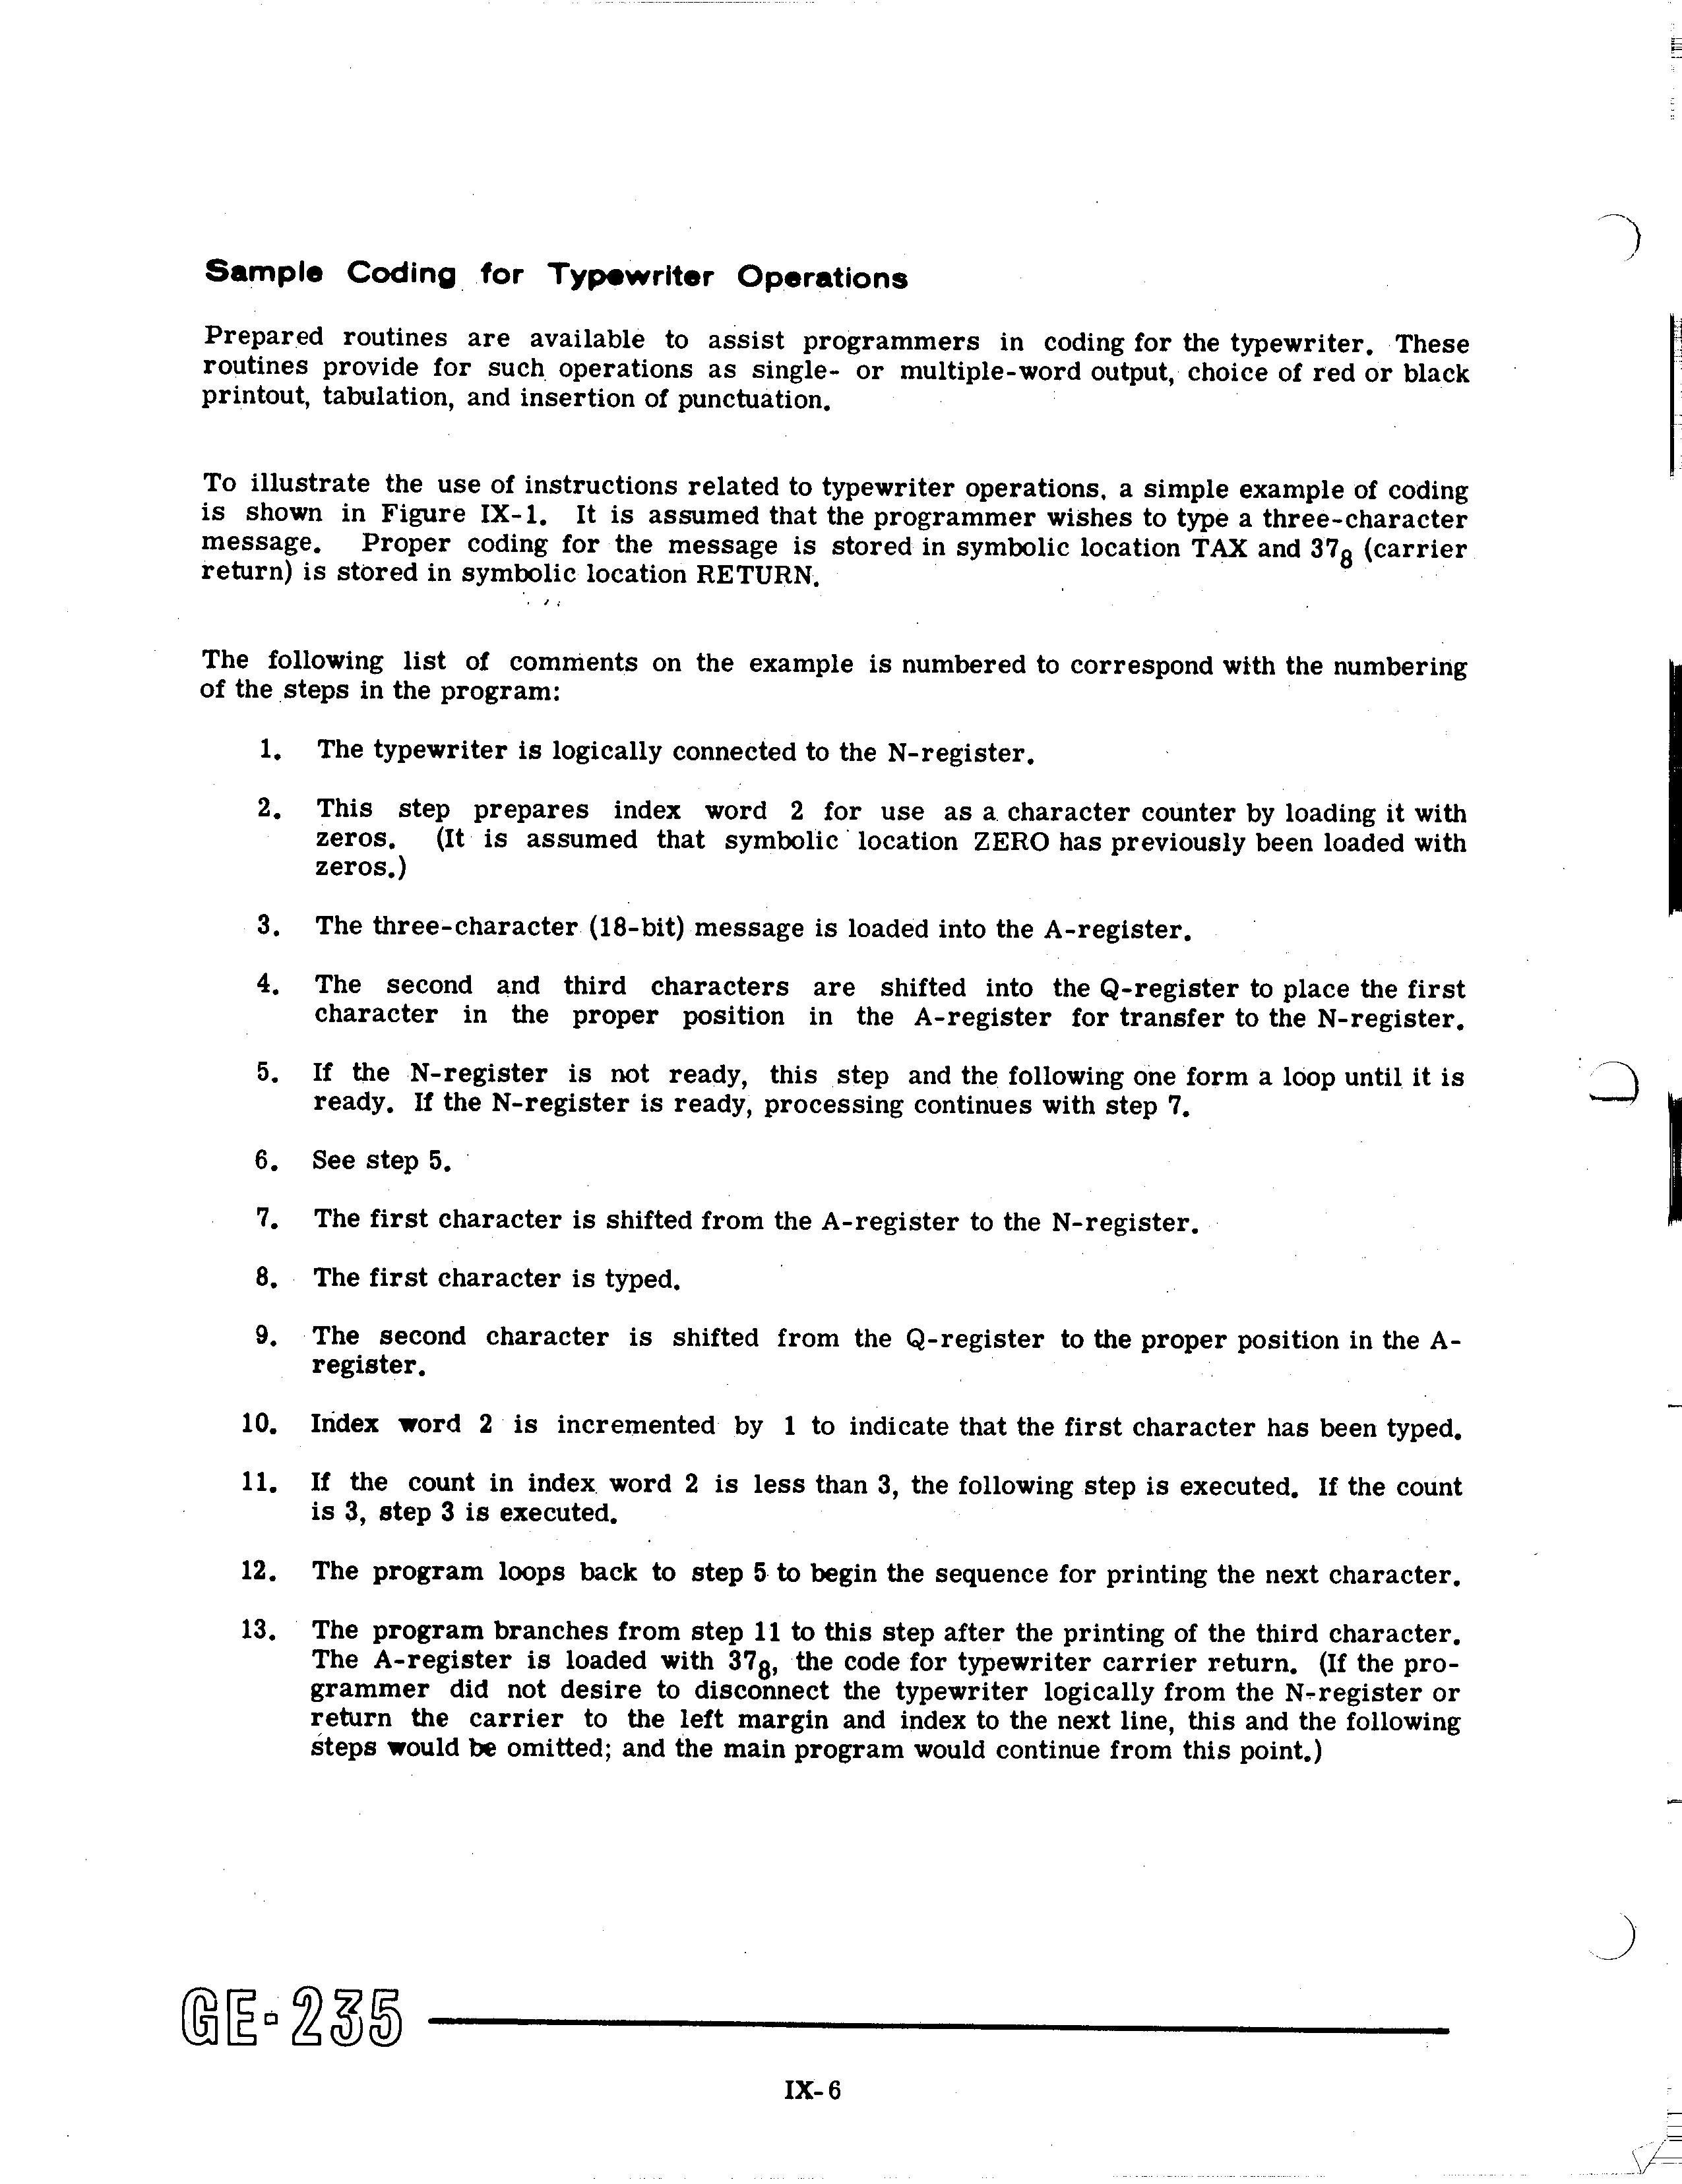 Sample Coding for Typewriter Operations
Prepared routines are available to assist programmers in coding for the typewriter. These
routines provide for such operations as single- or multiple-word output, choice of red or black
printout, tabulation, and insertion of punctuation.
To illustrate the use of instructions related to typewriter operations, a simple example of coding
is shown in Figure IX-1. It is assumed that the programmer wishes to type a three-character
message. Proper coding for the message is stored in symbolic location TAX and 37₈ (carrier
return) is stored in symbolic location RETURN.
The following list of comments on the example is numbered to correspond with the numbering
of the steps in the program:
1. The typewriter is logically connected to the N-register.
2. This step prepares index word 2 for use as a character counter by loading it with
zeros. (It is assumed that symbolic location ZERO has previously been loaded with
zeros.)
3. The three-character (18-bit) message is loaded into the A-register.
4. The second and third characters are shifted into the Q-register to place the first
character in the proper position in the A-register for transfer to the N-register.
5. If the N-register is not ready, this step and the following one form a loop until it is
ready. If the N-register is ready, processing continues with step 7.
6. See step 5.
7. The first character is shifted from the A-register to the N-register.
8. The first character is typed.
9. The second character is shifted from the Q-register to the proper position in the A-
register.
10. Index word 2 is incremented by 1 to indicate that the first character has been typed.
11. If the count in index word 2 is less than 3, the following step is executed. If the count
is 3, step 3 is executed.
12. The program loops back to step 5 to begin the sequence for printing the next character.
13. The program branches from step 11 to this step after the printing of the third character.
The A-register is loaded with 37₈, the code for typewriter carrier return. (If the pro-
grammer did not desire to disconnect the typewriter logically from the N-register or
return the carrier to the left margin and index to the next line, this and the following
steps would be omitted; and the main program would continue from this point.)
GE-235
IX-6